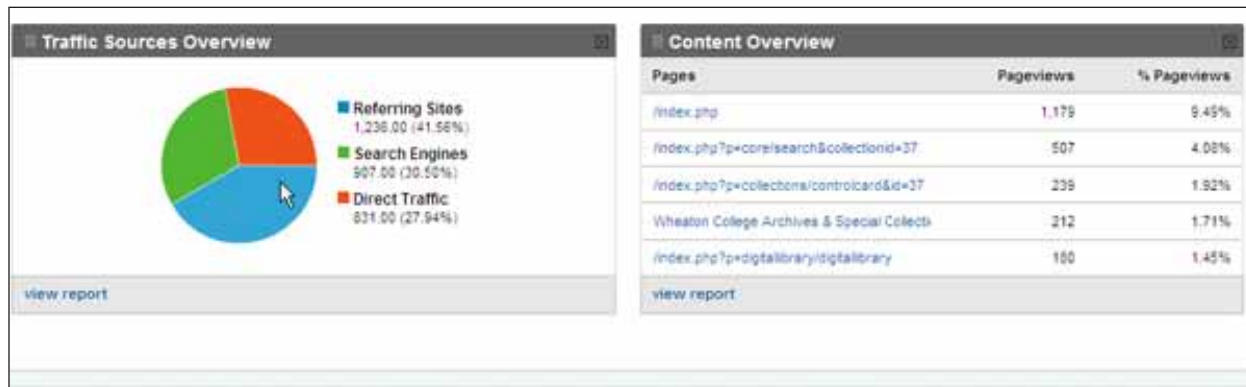 Traffic Sources Overview
Referring Sites
1,236.00 (41.56%)
Search Engines
907.00 (30.50%)
Direct Traffic
831.00 (27.94%)
view report
Content Overview
Pages Pageviews % Pageviews
/index.php 1,179 9.49%
/index.php?p=core/search&collectionid=37 507 4.08%
/index.php?p=collections/controlcard&id=37 239 1.92%
Wheaton College Archives & Special Collecti 212 1.71%
/index.php?p=digitallibrary/digitallibrary 180 1.45%
view report